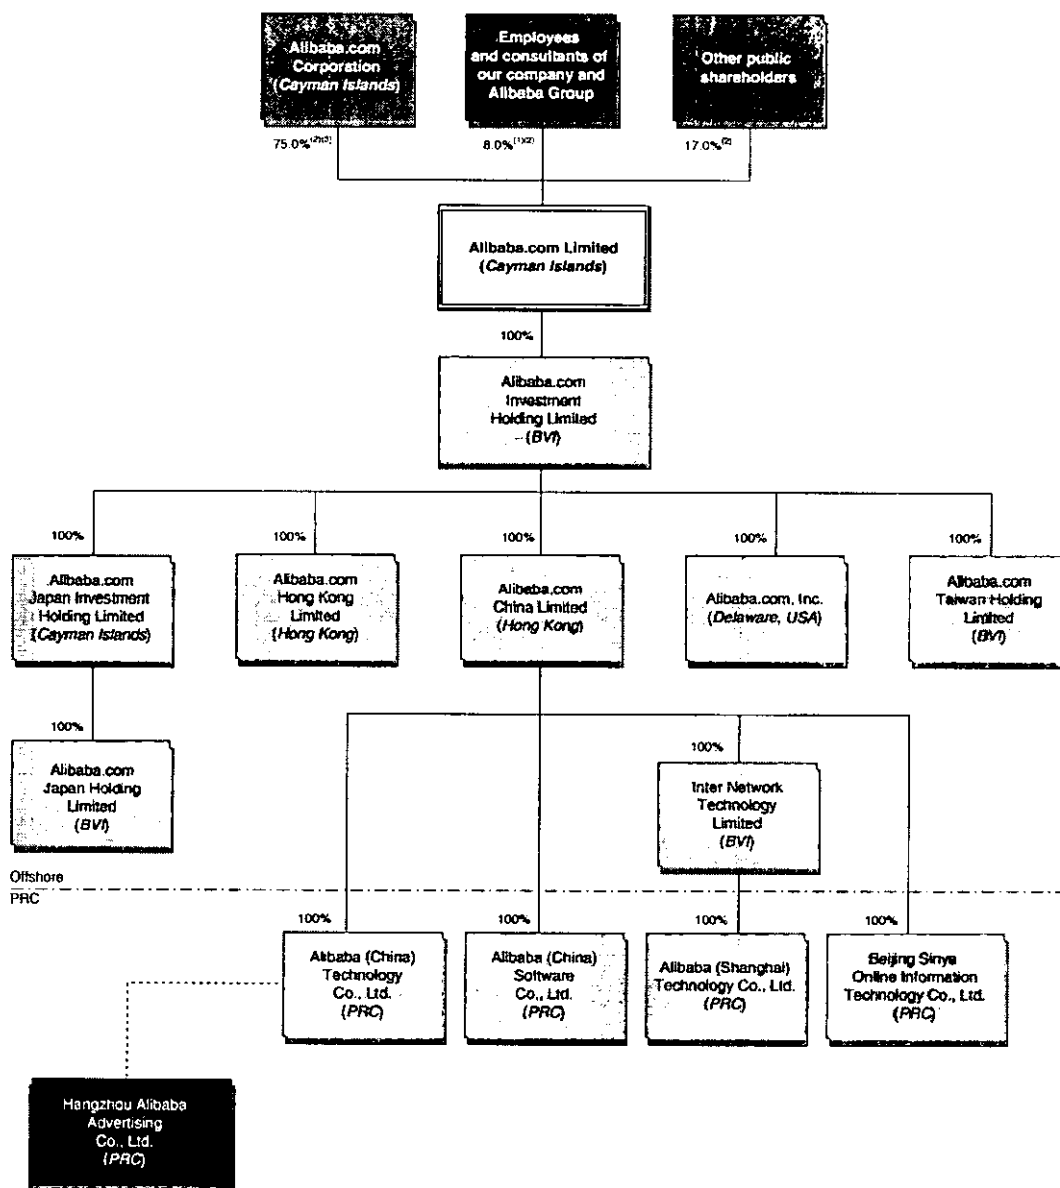 Alibaba.com
Corporation
(Cayman Islands)
Employees
and consultants of
our company and
Alibaba Group
Other public
shareholders
75.0%(2)(3)
8.0%(1)(2)
17.0%(2)
Alibaba.com Limited
(Cayman Islands)
100%
Alibaba.com
Investment
Holding Limited
(BVI)
100%
100%
100%
100%
100%
Alibaba.com
Japan Investment
Holding Limited
(Cayman Islands)
Alibaba.com
Hong Kong
Limited
(Hong Kong)
Alibaba.com
China Limited
(Hong Kong)
Alibaba.com, Inc.
(Delaware, USA)
Alibaba.com
Taiwan Holding
Limited
(BVI)
100%
100%
Alibaba.com
Japan Holding
Limited
(BVI)
Inter Network
Technology
Limited
(BVI)
Offshore
PRC
100%
100%
100%
100%
Alibaba (China)
Technology
Co., Ltd.
(PRC)
Alibaba (China)
Software
Co., Ltd.
(PRC)
Alibaba (Shanghai)
Technology Co., Ltd.
(PRC)
Beijing Sinya
Online Information
Technology Co., Ltd.
(PRC)
Hangzhou Alibaba
Advertising
Co., Ltd.
(PRC)